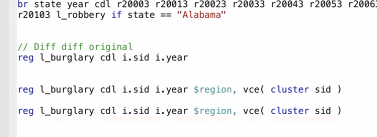 br state year cdl r20003 r20013 r20023 r20033 r20043 r20053
r20103 l_robbery if state == "Alabama"
// Diff diff original
reg l_burglary cdl i.sid i.year
reg l_burglary cdl i.sid i.year $region, vce( cluster sid )
reg l_burglary cdl i.sid i.year $region, vce( cluster sid )